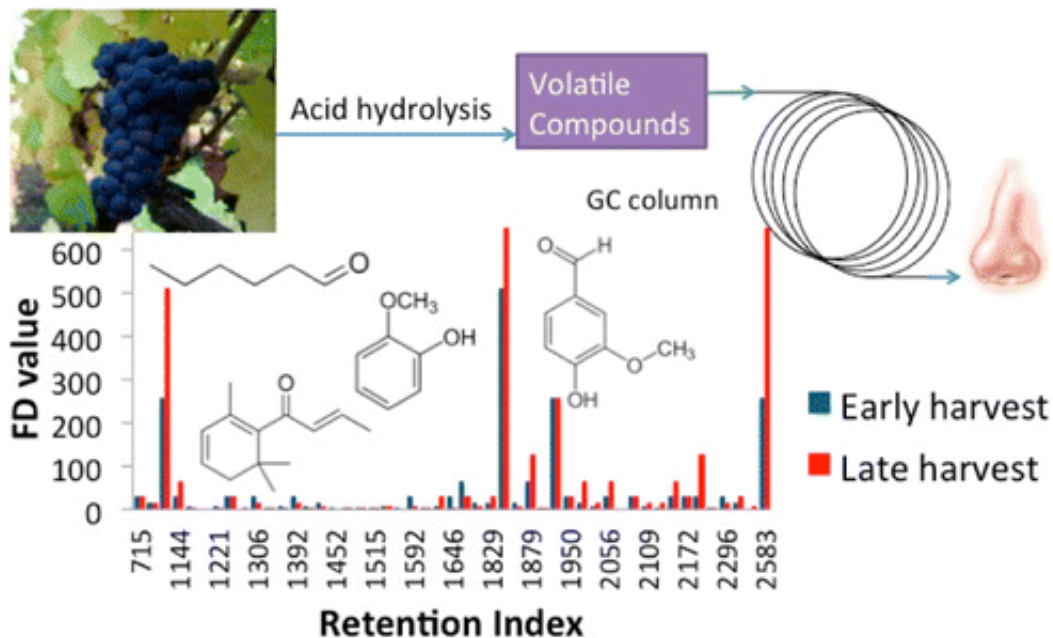 Acid hydrolysis
Volatile
Compounds
GC column
600
500
400
300
200
100
0
FD value
O
OCH3
OH
O
O
H
O
CH3
OH
Early harvest
Late harvest
715
1144
1221
1306
1392
1452
1515
1592
1646
1829
1879
1950
2056
2109
2172
2296
2583
Retention Index